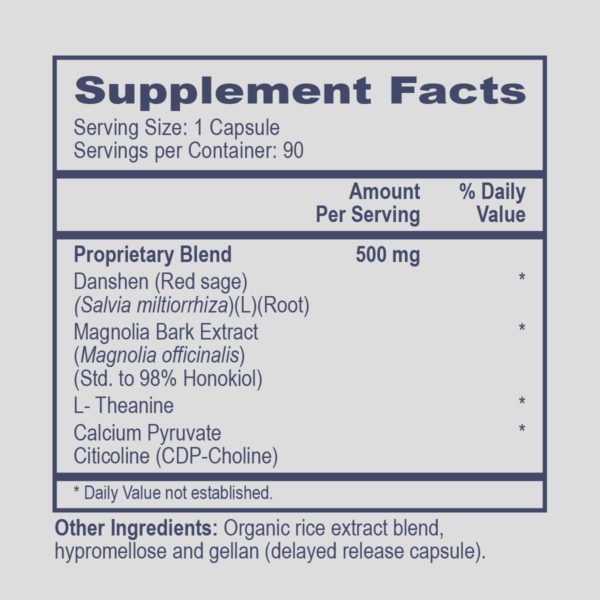 Supplement Facts
Serving Size: 1 Capsule
Servings per Container: 90
Amount Per Serving % Daily Value
Proprietary Blend 500 mg
Danshen (Red sage) *
(Salvia miltiorrhiza)(L)(Root)
Magnolia Bark Extract *
(Magnolia officinalis)
(Std. to 98% Honokiol)
L- Theanine *
Calcium Pyruvate *
Citicoline (CDP-Choline)
* Daily Value not established.
Other Ingredients: Organic rice extract blend,
hypromellose and gellan (delayed release capsule).